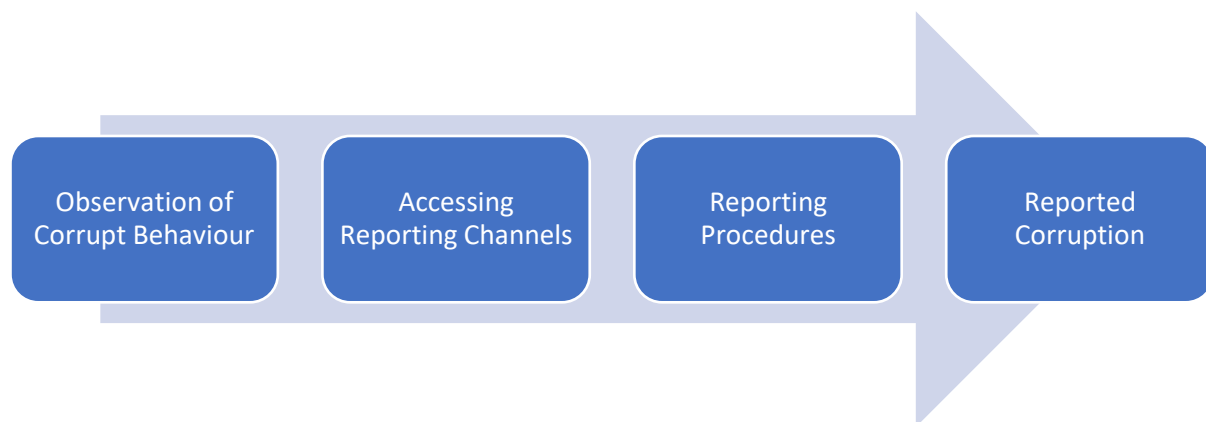 Observation of
Corrupt Behaviour
Accessing
Reporting Channels
Reporting
Procedures
Reported
Corruption